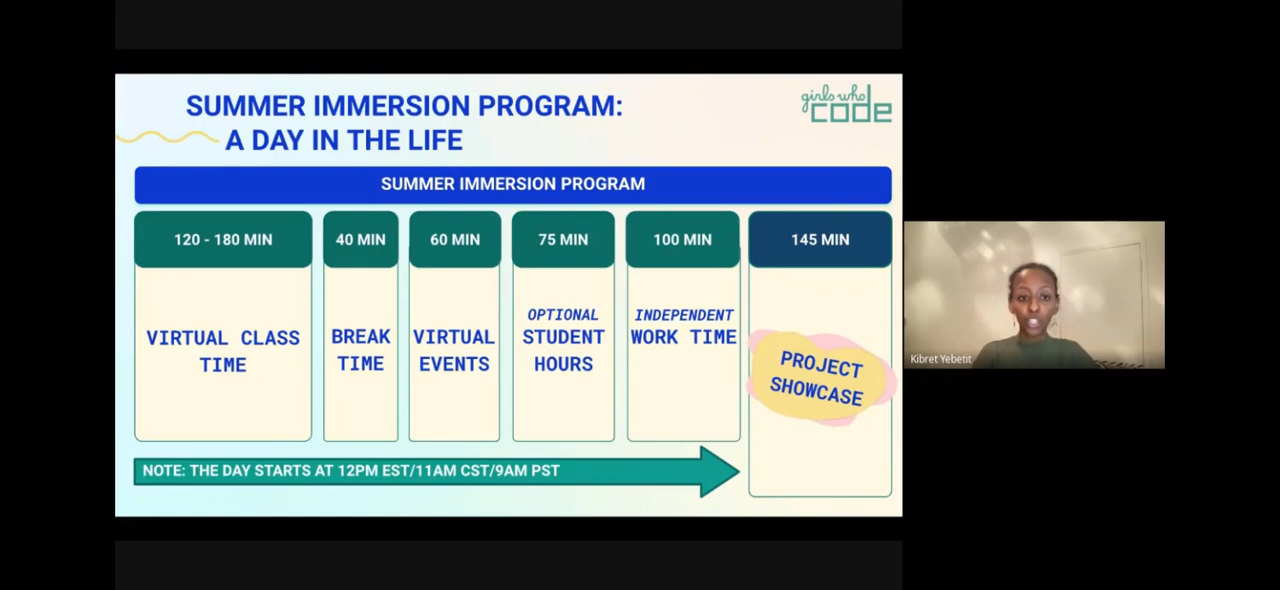 SUMMER IMMERSION PROGRAM:
A DAY IN THE LIFE
girls who
code
SUMMER IMMERSION PROGRAM
120 - 180 MIN
VIRTUAL CLASS
TIME
40 MIN
BREAK
TIME
60 MIN
VIRTUAL
EVENTS
75 MIN
OPTIONAL
STUDENT
HOURS
100 MIN
INDEPENDENT
WORK TIME
145 MIN
PROJECT
SHOWCASE
NOTE: THE DAY STARTS AT 12PM EST/11AM CST/9AM PST
Kibret Yebetit